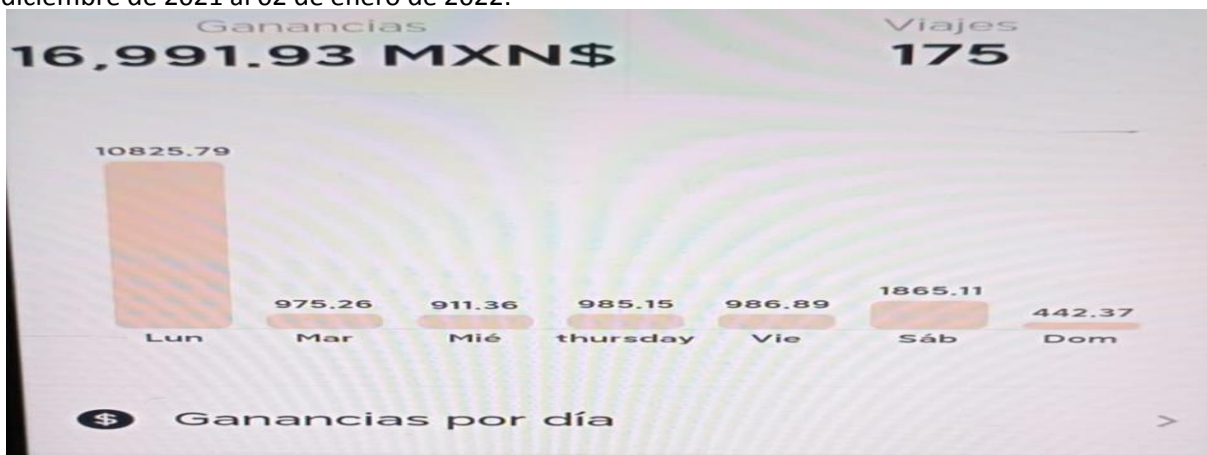 diciembre de 2021 al 02 de enero de 2022.
Ganancias Viajes
16,991.93 MXN$ 175
10825.79
975.26 911.36 985.15 986.89 1865.11 442.37
Lun Mar Mié thursday Vie Sáb Dom
$ Ganancias por día >